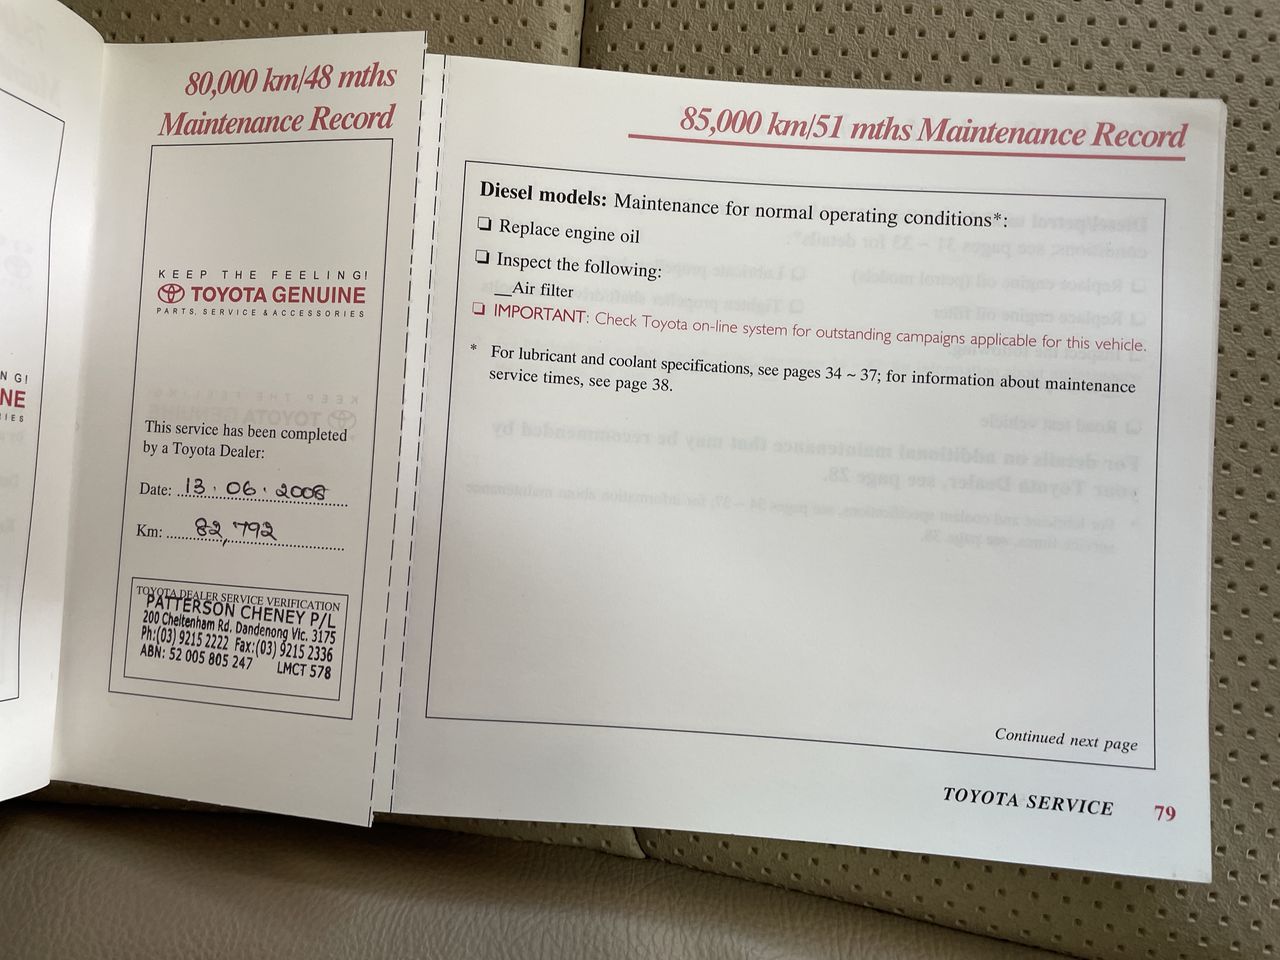 N G!
NE
IES
80,000 km/48 mths
Maintenance Record
KEEP THE FEELING!
TOYOTA GENUINE
PARTS, SERVICE & ACCESSORIES
This service has been completed
by a Toyota Dealer:
Date: 13.06.2008
Km: 82,792
TOYOTA DEALER SERVICE VERIFICATION
PATTERSON CHENEY P/L
200 Cheltenham Rd. Dandenong Vic. 3175
Ph:(03) 9215 2222 Fax:(03) 9215 2336
ABN: 52 005 805 247 LMCT 578
85,000 km/51 mths Maintenance Record
Diesel models: Maintenance for normal operating conditions*:
❏ Replace engine oil
❏ Inspect the following:
__Air filter
❏ IMPORTANT: Check Toyota on-line system for outstanding campaigns applicable for this vehicle.
* For lubricant and coolant specifications, see pages 34 ~ 37; for information about maintenance
service times, see page 38.
Continued next page
TOYOTA SERVICE 79